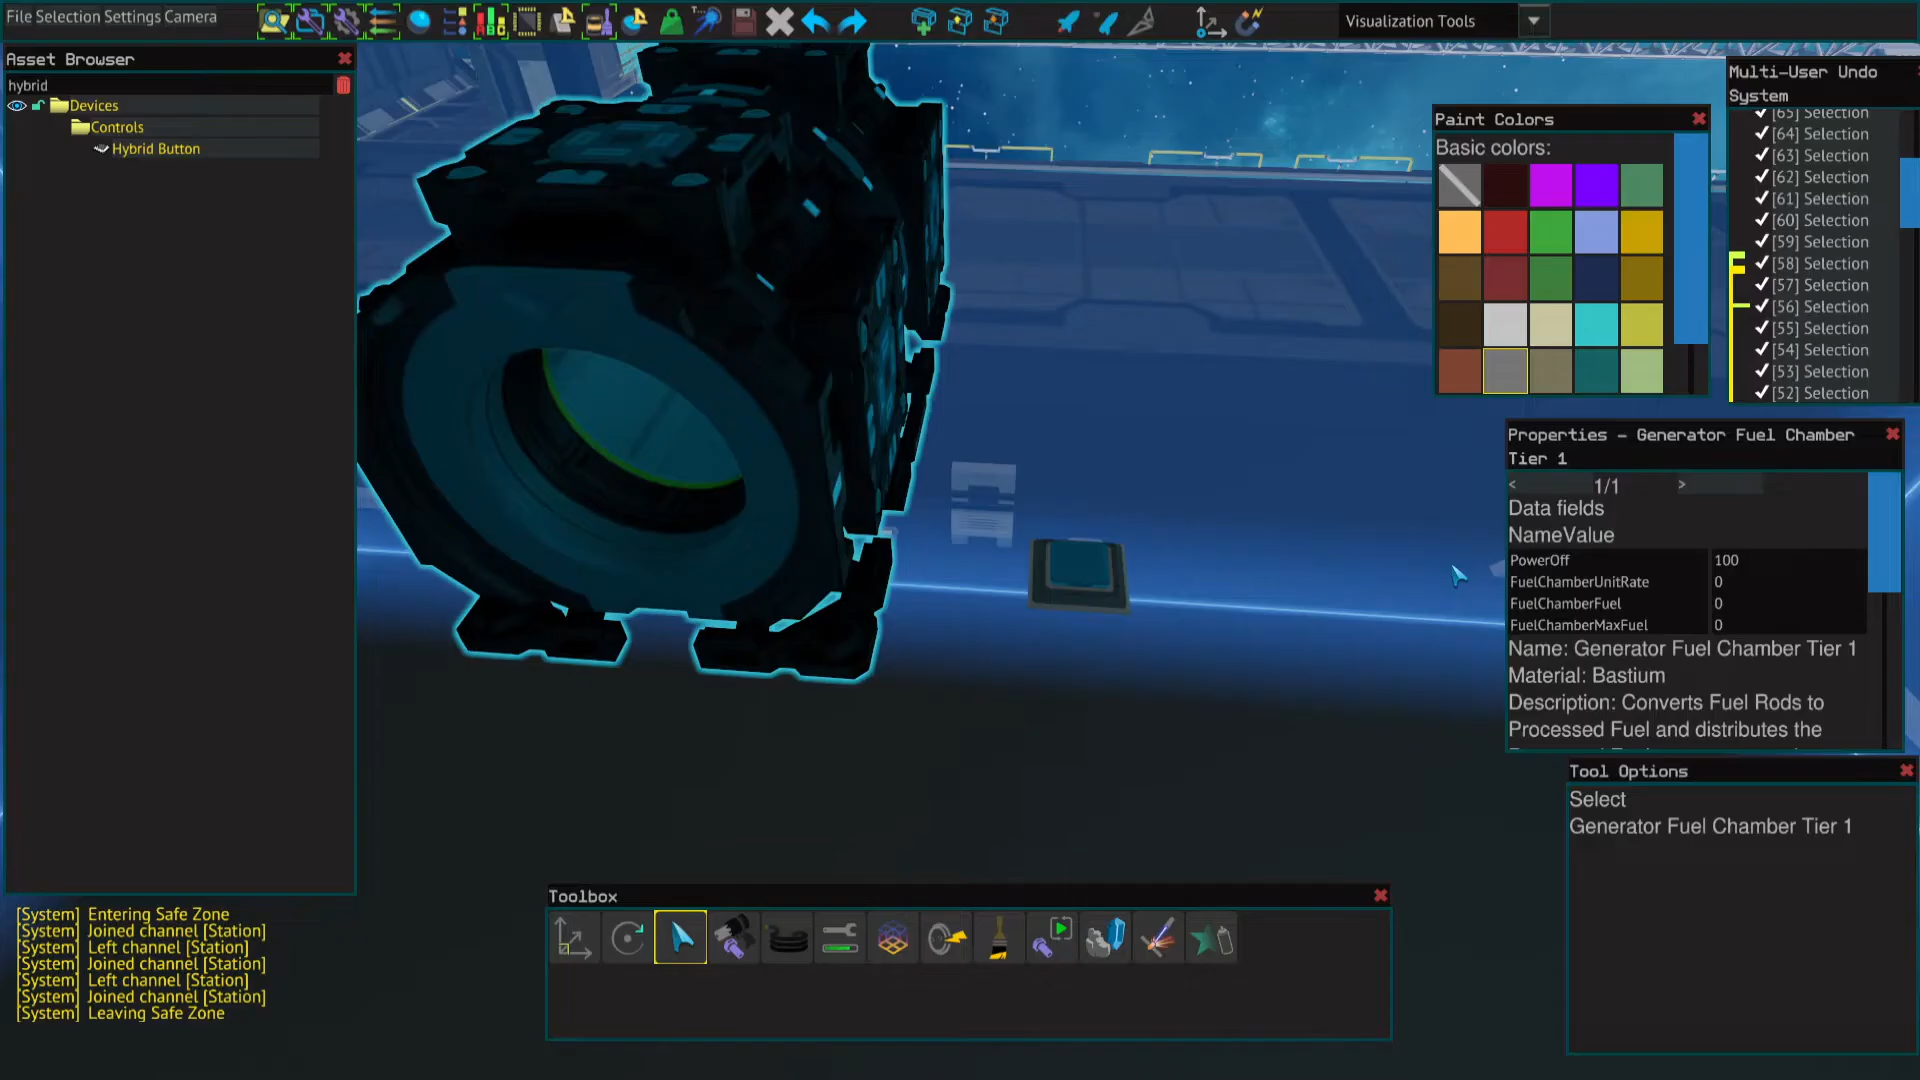 File Selection Settings Camera
Visualization Tools
Asset Browser
hybrid
Devices
Controls
Hybrid Button
Paint Colors
Basic colors:
Multi-User Undo
System
[65] Selection
[64] Selection
[63] Selection
[62] Selection
[61] Selection
[60] Selection
[59] Selection
[58] Selection
[57] Selection
[56] Selection
[55] Selection
[54] Selection
[53] Selection
[52] Selection
Properties - Generator Fuel Chamber
Tier 1
< 1/1 >
Data fields
NameValue
PowerOff 100
FuelChamberUnitRate 0
FuelChamberFuel 0
FuelChamberMaxFuel 0
Name: Generator Fuel Chamber Tier 1
Material: Bastium
Description: Converts Fuel Rods to
Processed Fuel and distributes the
Tool Options
Select
Generator Fuel Chamber Tier 1
Toolbox
[System] Entering Safe Zone
[System] Joined channel [Station]
[System] Left channel [Station]
[System] Joined channel [Station]
[System] Left channel [Station]
[System] Joined channel [Station]
[System] Leaving Safe Zone